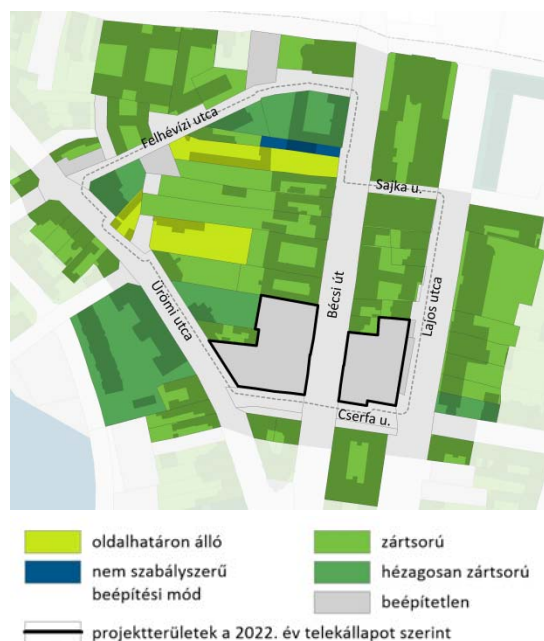 Felhévizi utca
Sajka u.
Bécsi út
Lajos utca
Ürömi utca
Cserfa u.
oldalhatáron álló
zártsorú
nem szabályszerű
beépítési mód
hézagosan zártsorú
beépítetlen
projektterületek a 2022. év telekállapot szerint